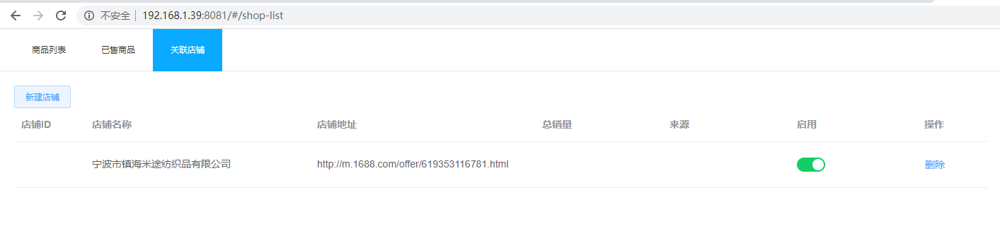 不安全 192.168.1.39:8081/#/shop-list
商品列表 已售商品 关联店铺
新建店铺
店铺ID 店铺名称 店铺地址 总销量 来源 启用 操作
宁波市镇海米途纺织品有限公司 http://m.1688.com/offer/619353116781.html 删除